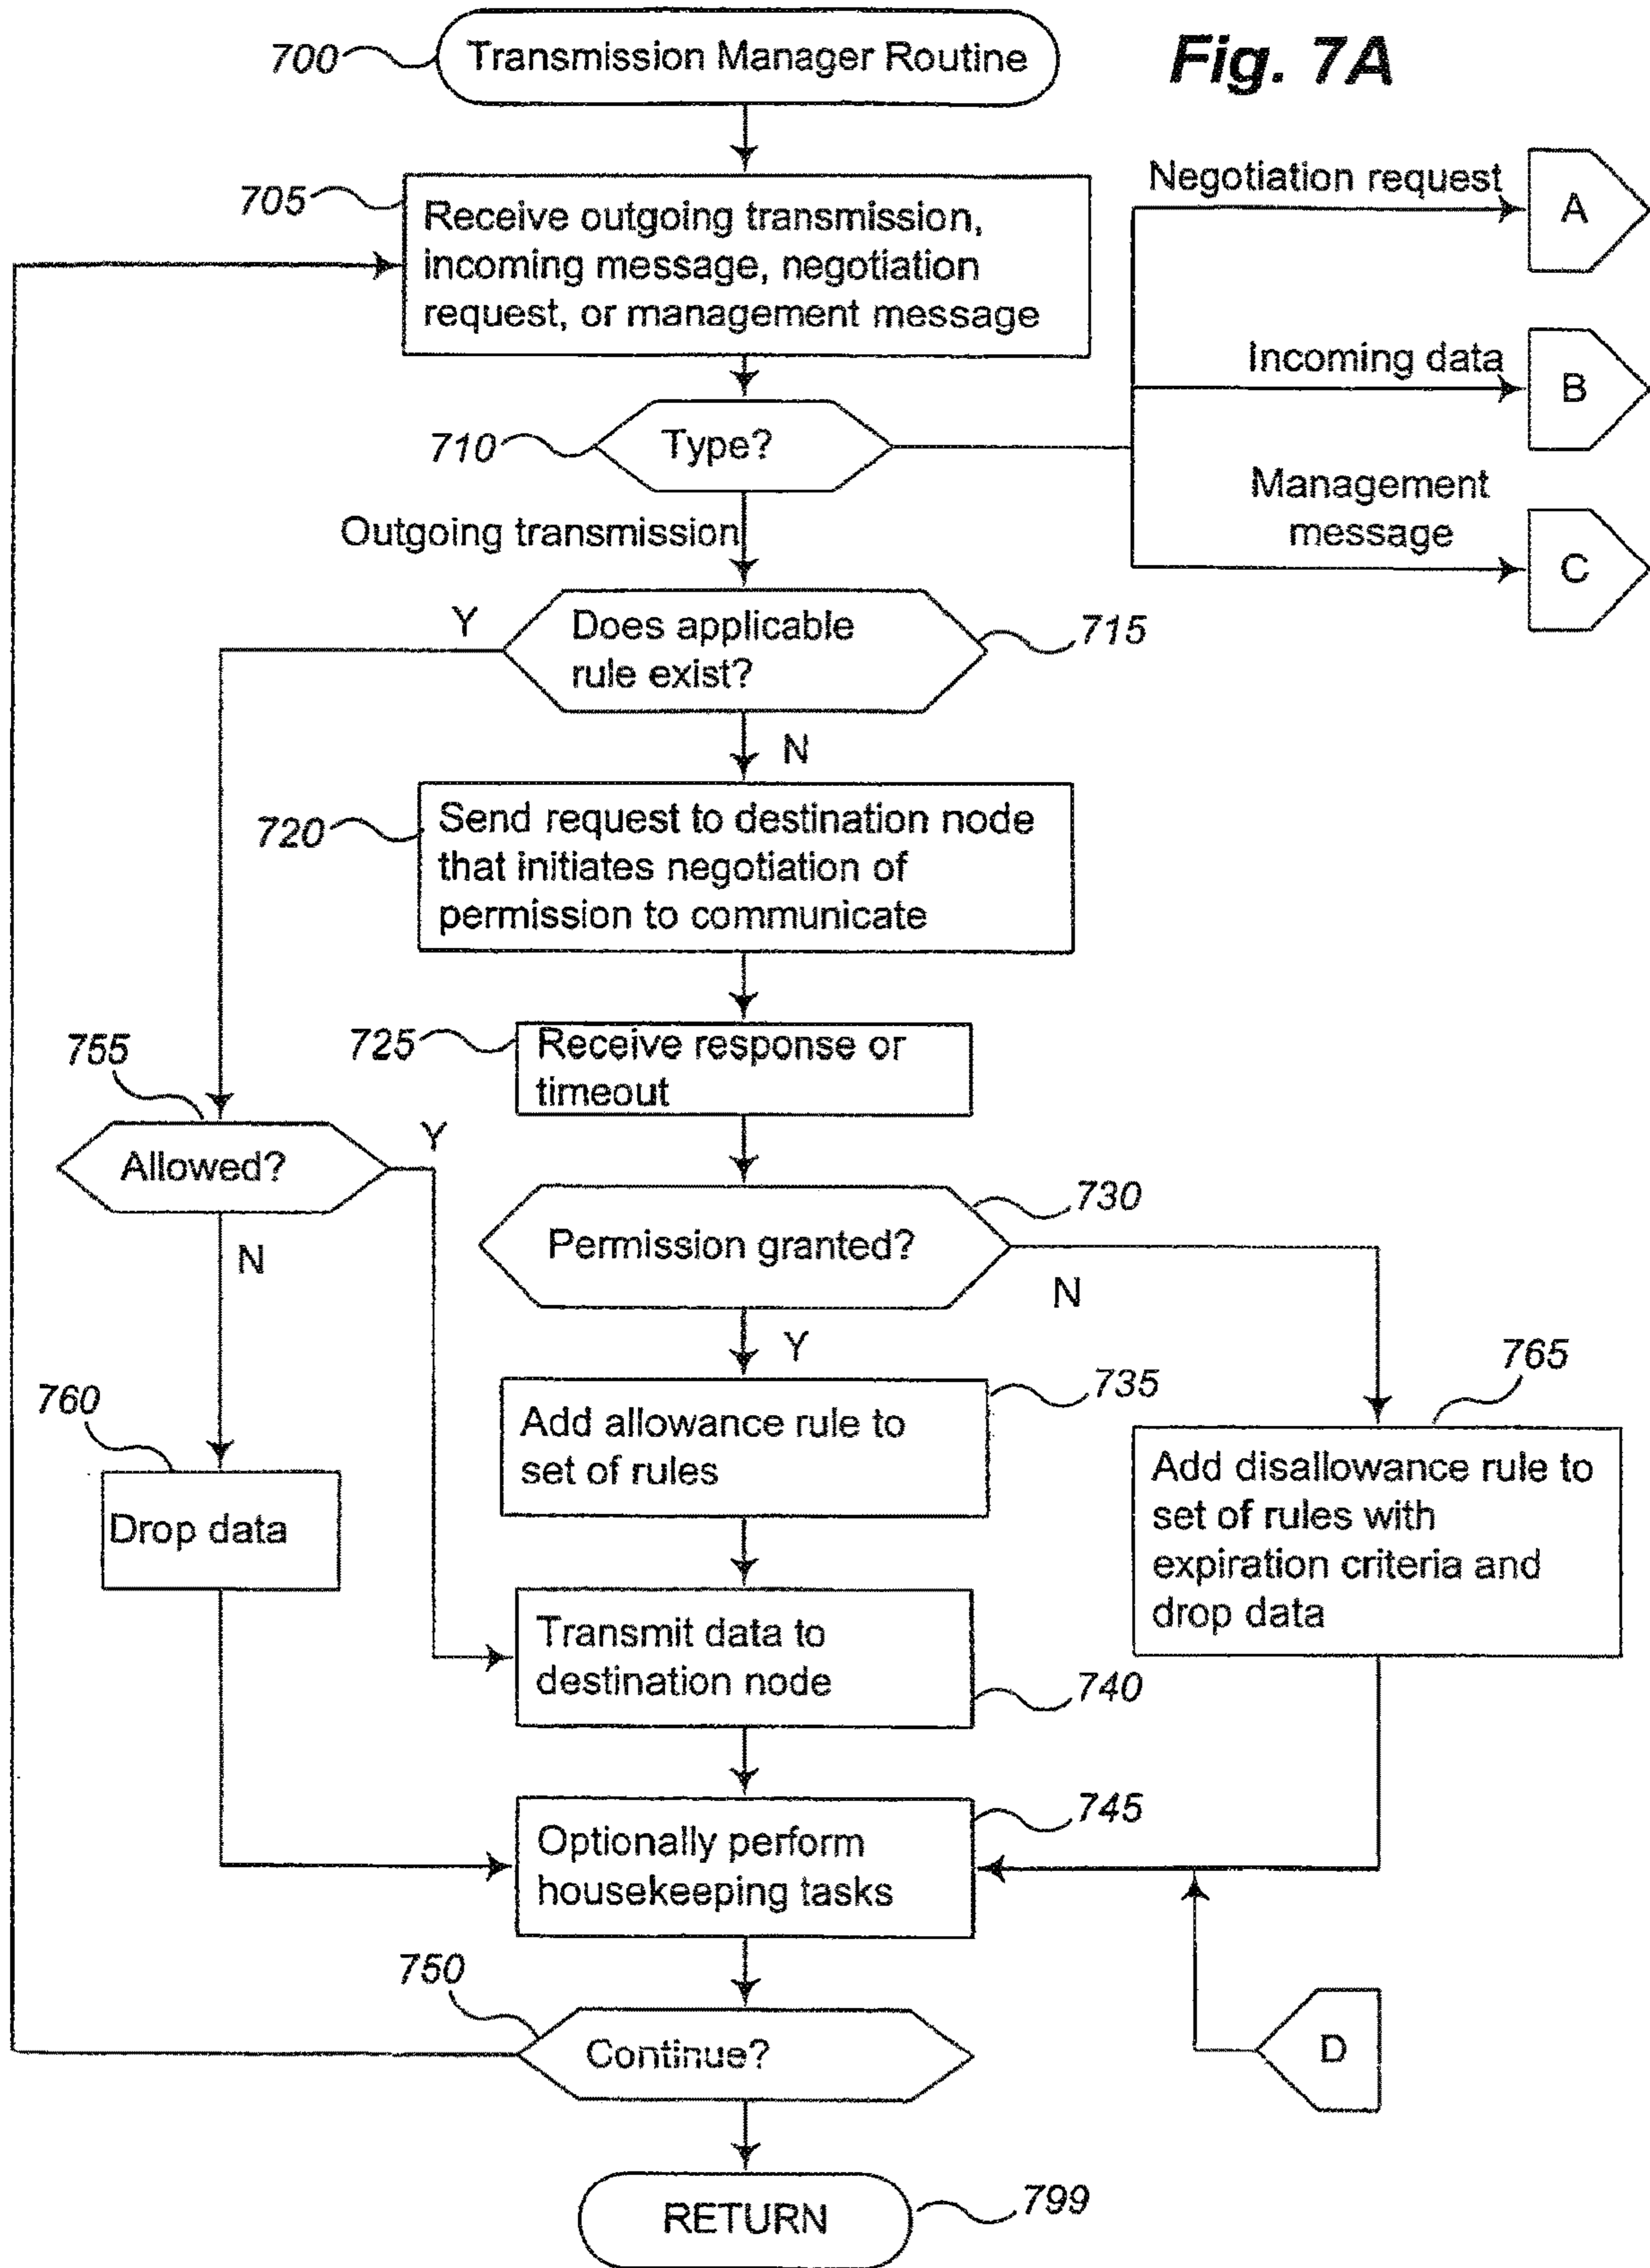 Fig. 7A
700
Transmission Manager Routine
705
Receive outgoing transmission,
incoming message, negotiation
request, or management message
Negotiation request
A
Incoming data
B
Management
message
C
710
Type?
Outgoing transmission
Y
Does applicable
rule exist?
715
N
720
Send request to destination node
that initiates negotiation of
permission to communicate
725
Receive response or
timeout
755
Allowed?
Y
N
730
Permission granted?
N
Y
735
Add allowance rule to
set of rules
765
Add disallowance rule to
set of rules with
expiration criteria and
drop data
760
Drop data
Transmit data to
destination node
740
745
Optionally perform
housekeeping tasks
750
Continue?
D
RETURN
799